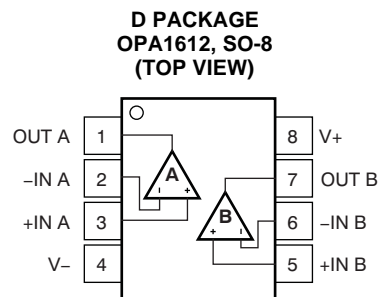 D PACKAGE
OPA1612, SO-8
(TOP VIEW)
OUT A 1 8 V+
–IN A 2 A 7 OUT B
+IN A 3 B 6 –IN B
V– 4 5 +IN B